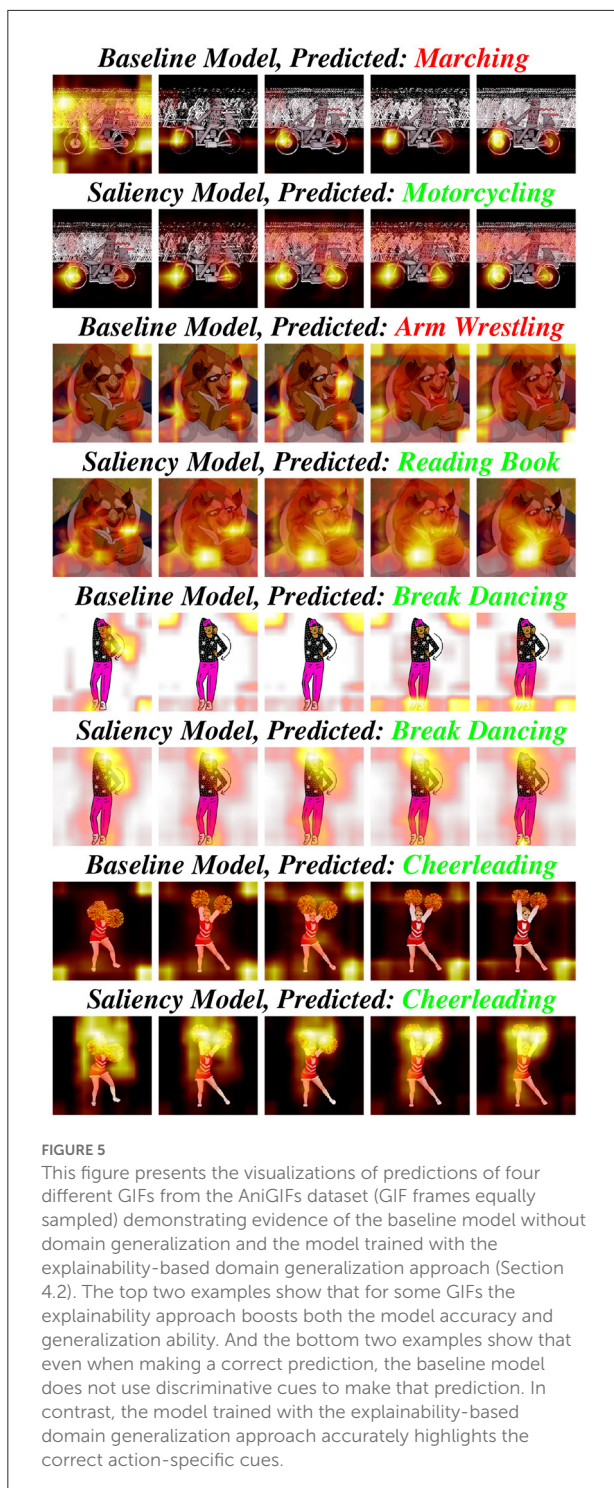 Baseline Model, Predicted: Marching
Saliency Model, Predicted: Motorcycling
Baseline Model, Predicted: Arm Wrestling
Saliency Model, Predicted: Reading Book
Baseline Model, Predicted: Break Dancing
Saliency Model, Predicted: Break Dancing
Baseline Model, Predicted: Cheerleading
Saliency Model, Predicted: Cheerleading
FIGURE 5
This figure presents the visualizations of predictions of four
different GIFs from the AniGIFs dataset (GIF frames equally
sampled) demonstrating evidence of the baseline model without
domain generalization and the model trained with the
explainability-based domain generalization approach (Section
4.2). The top two examples show that for some GIFs the
explainability approach boosts both the model accuracy and
generalization ability. And the bottom two examples show that
even when making a correct prediction, the baseline model
does not use discriminative cues to make that prediction. In
contrast, the model trained with the explainability-based
domain generalization approach accurately highlights the
correct action-specific cues.